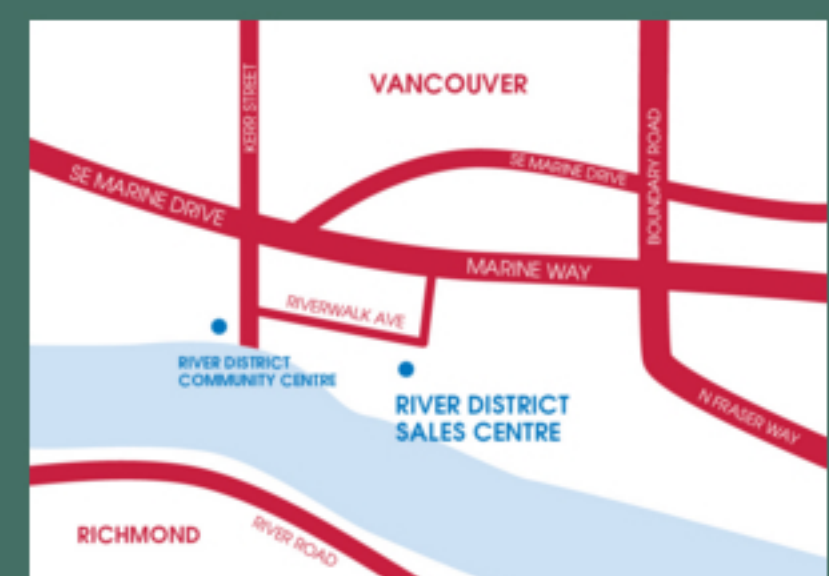 VANCOUVER
KERR STREET
BOUNDARY ROAD
SE MARINE DRIVE
SE MARINE DRIVE
MARINE WAY
RIVERWALK AVE
RIVER DISTRICT
COMMUNITY CENTRE
RIVER DISTRICT
SALES CENTRE
N FRASER WAY
RICHMOND
RIVER ROAD